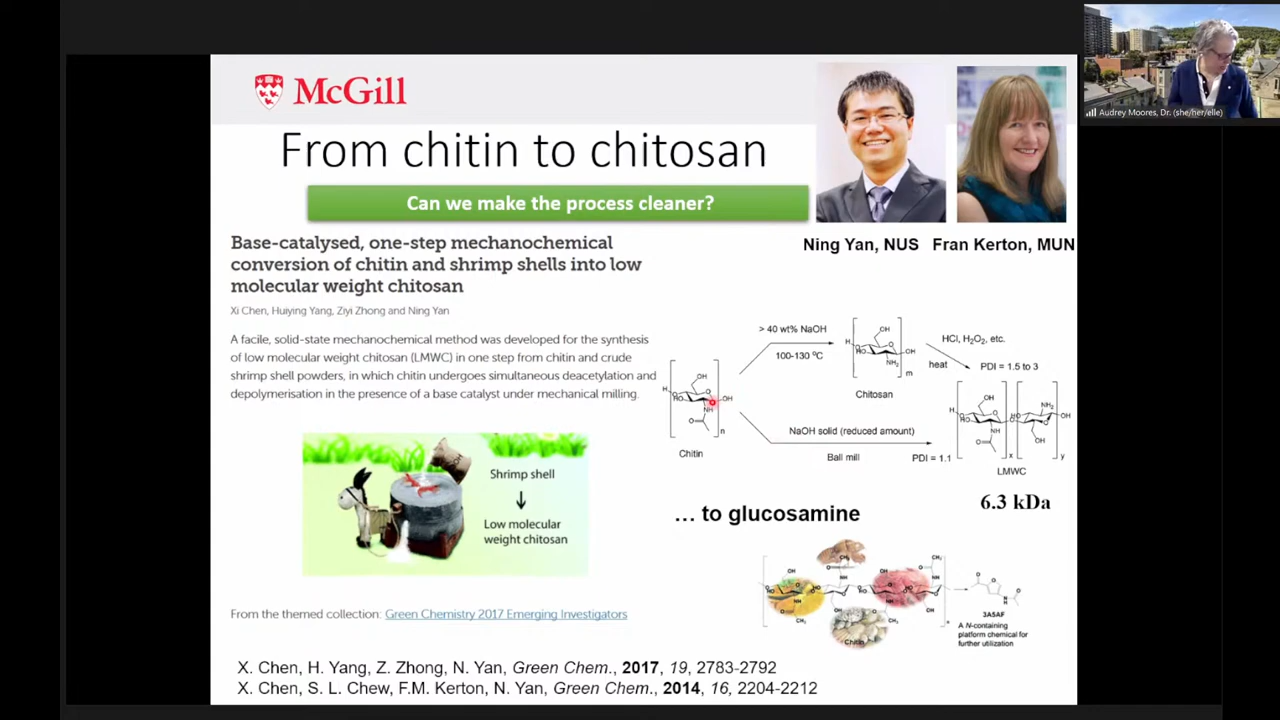 Audrey Moores, Dr. (she/her/elle)
McGill
From chitin to chitosan
Can we make the process cleaner?
Ning Yan, NUS
Fran Kerton, MUN
Base-catalysed, one-step mechanochemical
conversion of chitin and shrimp shells into low
molecular weight chitosan
Xi Chen, Huiying Yang, Ziyi Zhong and Ning Yan
A facile, solid-state mechanochemical method was developed for the synthesis
of low molecular weight chitosan (LMWC) in one step from chitin and crude
shrimp shell powders, in which chitin undergoes simultaneous deacetylation and
depolymerisation in the presence of a base catalyst under mechanical milling.
Shrimp shell
Low molecular
weight chitosan
From the themed collection: Green Chemistry 2017 Emerging Investigators
> 40 wt% NaOH
100-130 ºC
Chitosan
HCl, H2O2, etc.
heat
PDI = 1.5 to 3
Chitin
NaOH solid (reduced amount)
Ball mill
PDI = 1.1
LMWC
6.3 kDa
… to glucosamine
Chitin
3A5AF
A N-containing
platform chemical for
further utilization
X. Chen, H. Yang, Z. Zhong, N. Yan, Green Chem., 2017, 19, 2783-2792
X. Chen, S. L. Chew, F.M. Kerton, N. Yan, Green Chem., 2014, 16, 2204-2212